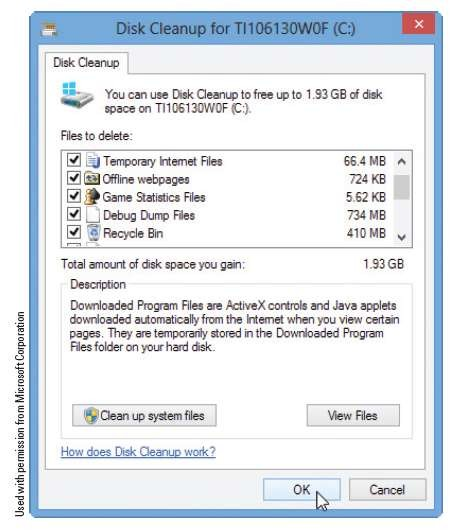 Disk Cleanup for TI106130W0F (C:)
Disk Cleanup
You can use Disk Cleanup to free up to 1.93 GB of disk
space on TI106130W0F (C:).
Files to delete:
Temporary Internet Files 66.4 MB
Offline webpages 724 KB
Game Statistics Files 5.62 KB
Debug Dump Files 734 MB
Recycle Bin 410 MB
Total amount of disk space you gain: 1.93 GB
Description
Downloaded Program Files are ActiveX controls and Java applets
downloaded automatically from the Internet when you view certain
pages. They are temporarily stored in the Downloaded Program
Files folder on your hard disk.
Clean up system files View Files
How does Disk Cleanup work?
OK Cancel
Used with permission from Microsoft Corporation